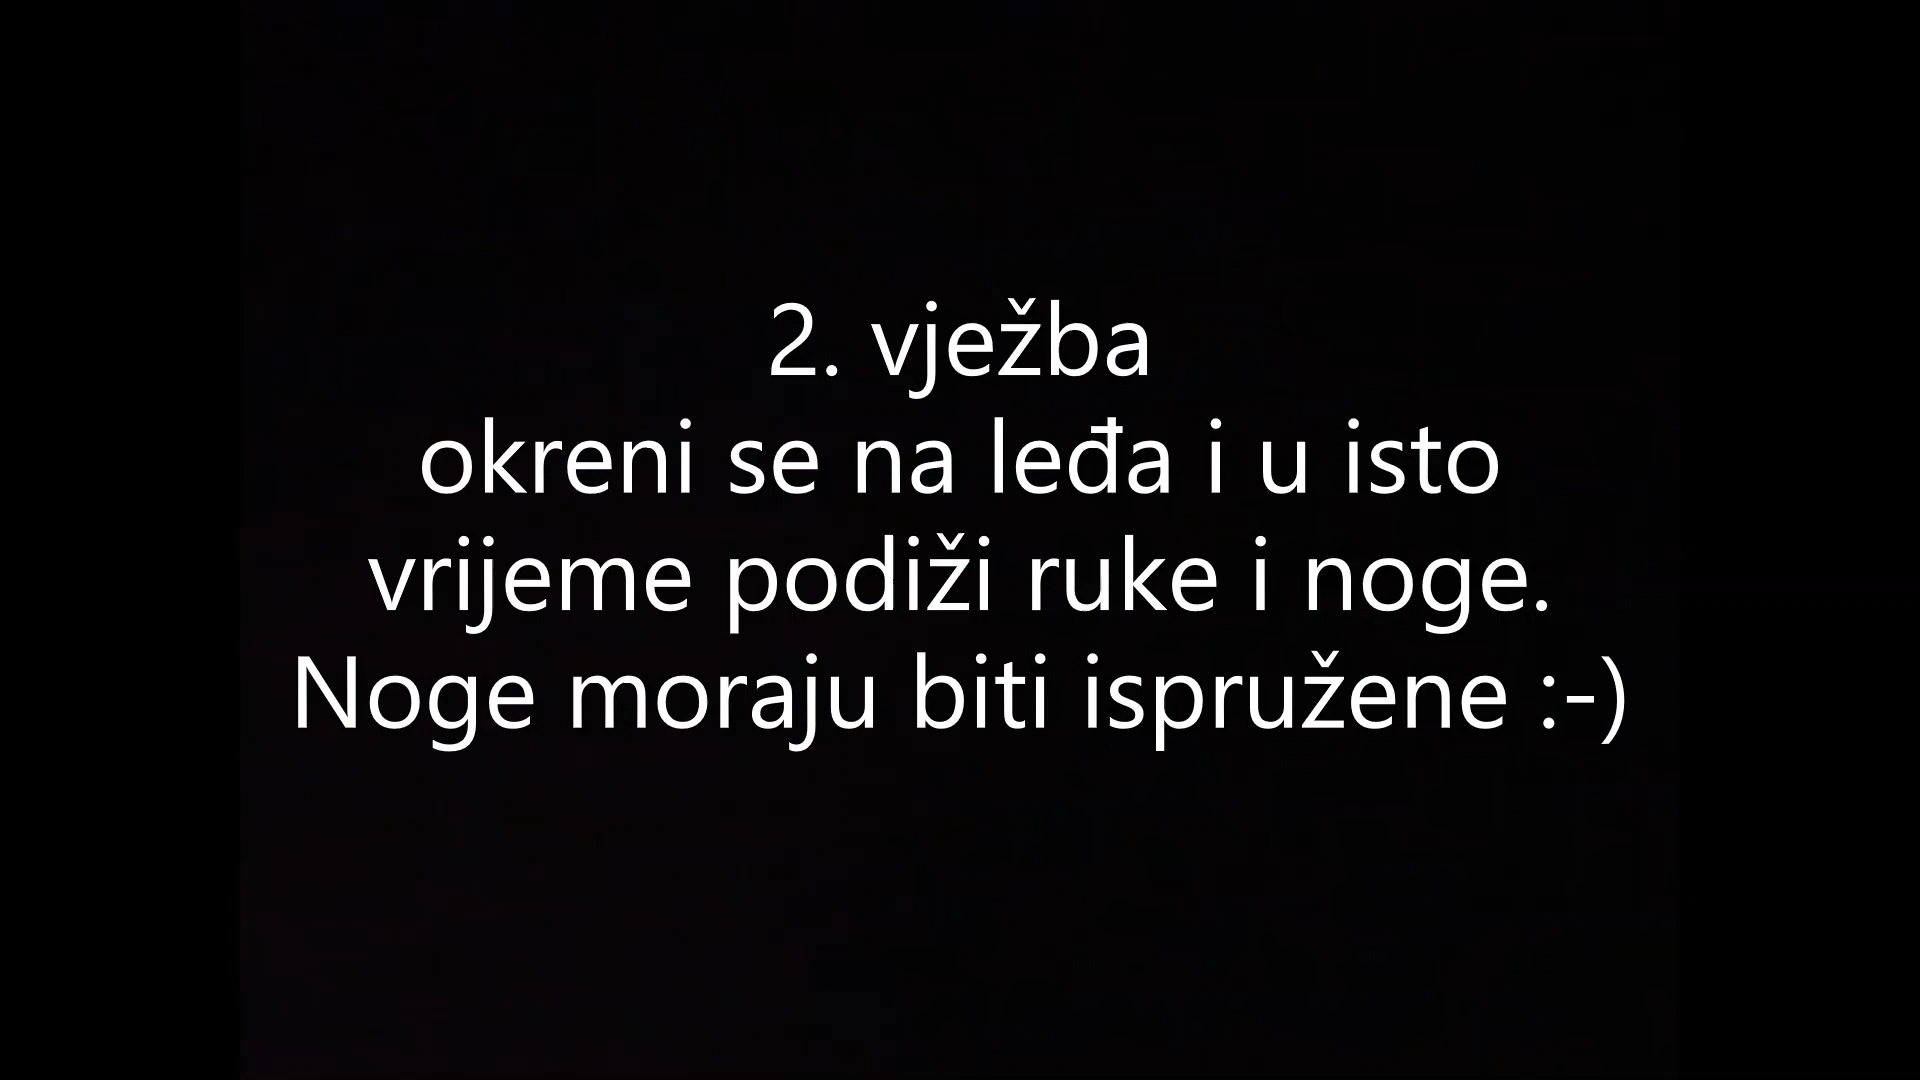 2. vježba
okreni se na leđa i u isto
vrijeme podiži ruke i noge.
Noge moraju biti ispružene :-)